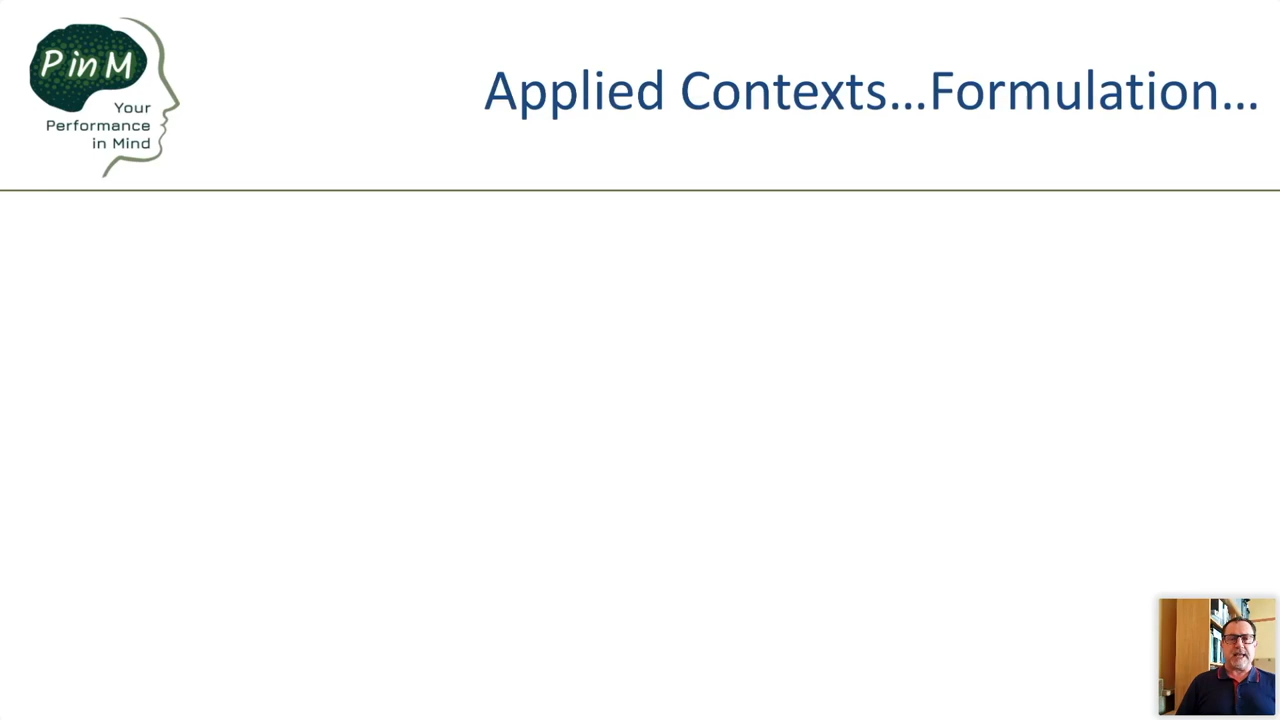 P in M
Your
Performance
in Mind
Applied Contexts...Formulation...